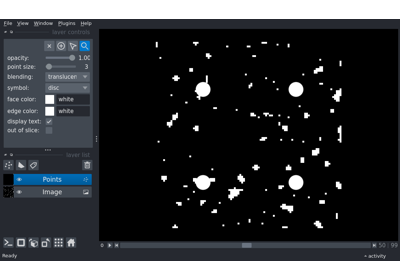 File View Window Plugins Help
layer controls
opacity: 1.00
point size: 3
blending: translucen
symbol: disc
face color: white
edge color: white
display text:
out of slice:
layer list
Points
Image
0 50 99
Ready activity